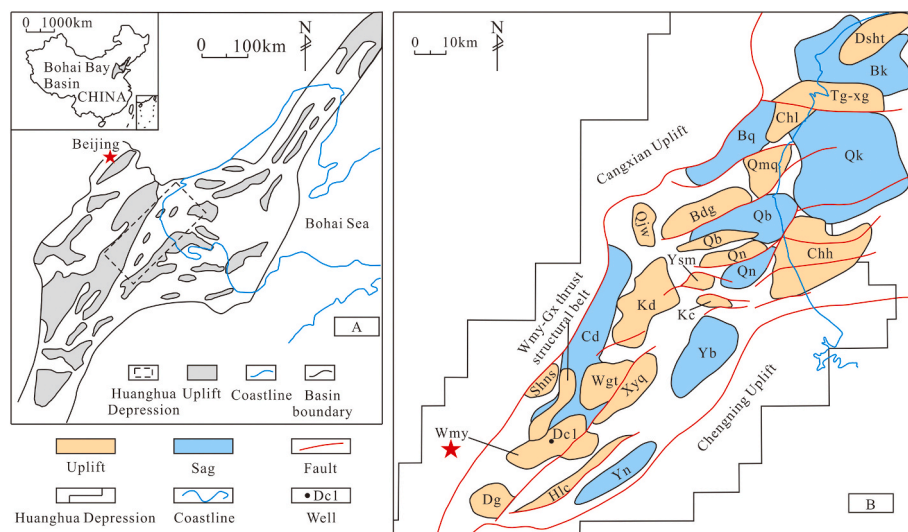 0 1000km
Bohai Bay
Basin
CHINA
N
0 100km
Beijing
Bohai Sea
A
Huanghua
Depression
Uplift
Coastline
Basin
boundary
Uplift
Sag
Fault
Huanghua Depression
Coastline
Dc1
Well
0 10km
N
Cangxian Uplift
Dsht
Bk
Tg-xg
Chl
Bq
Qmq
Qk
Qjw
Bdg
Qb
Qb
Qn
Chh
Ysm
Qn
Kd
Kc
Wmy-Gx thrust
structural belt
Cd
Yb
Shns
Wgt
Xyq
Chengning Uplift
Wmy
Dc1
Hlc
Yn
Dg
B